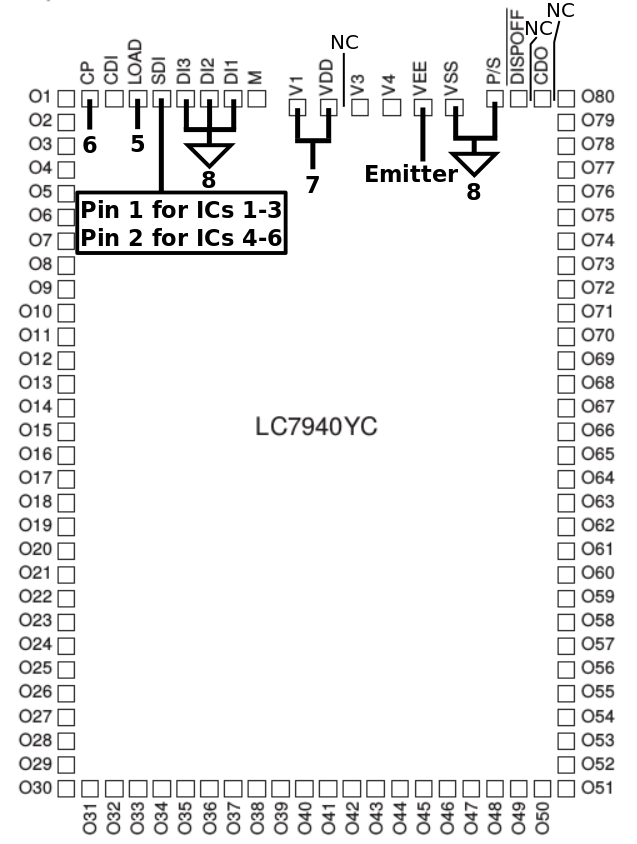 NC
NC
NC
CP
CDI
LOAD
SDI
DI3
DI2
DI1
M
V1
VDD
V3
V4
VEE
VSS
P/S
DISPOFF
CDO
6
5
8
7
Emitter
8
Pin 1 for ICs 1-3
Pin 2 for ICs 4-6
LC7940YC
O1
O2
O3
O4
O5
O6
O7
O8
O9
O10
O11
O12
O13
O14
O15
O16
O17
O18
O19
O20
O21
O22
O23
O24
O25
O26
O27
O28
O29
O30
O31
O32
O33
O34
O35
O36
O37
O38
O39
O40
O41
O42
O43
O44
O45
O46
O47
O48
O49
O50
O80
O79
O78
O77
O76
O75
O74
O73
O72
O71
O70
O69
O68
O67
O66
O65
O64
O63
O62
O61
O60
O59
O58
O57
O56
O55
O54
O53
O52
O51